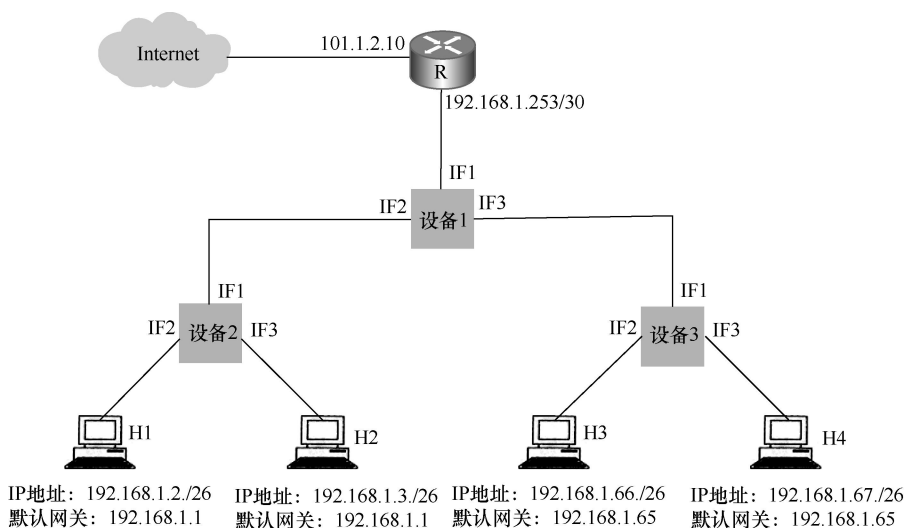 Internet
101.1.2.10
R
192.168.1.253/30
IF1
IF2
IF3
设备1
IF1
IF2
IF3
设备2
IF1
IF2
IF3
设备3
H1
H2
H3
H4
IP地址：192.168.1.2./26
默认网关：192.168.1.1
IP地址：192.168.1.3./26
默认网关：192.168.1.1
IP地址：192.168.1.66./26
默认网关：192.168.1.65
IP地址：192.168.1.67./26
默认网关：192.168.1.65